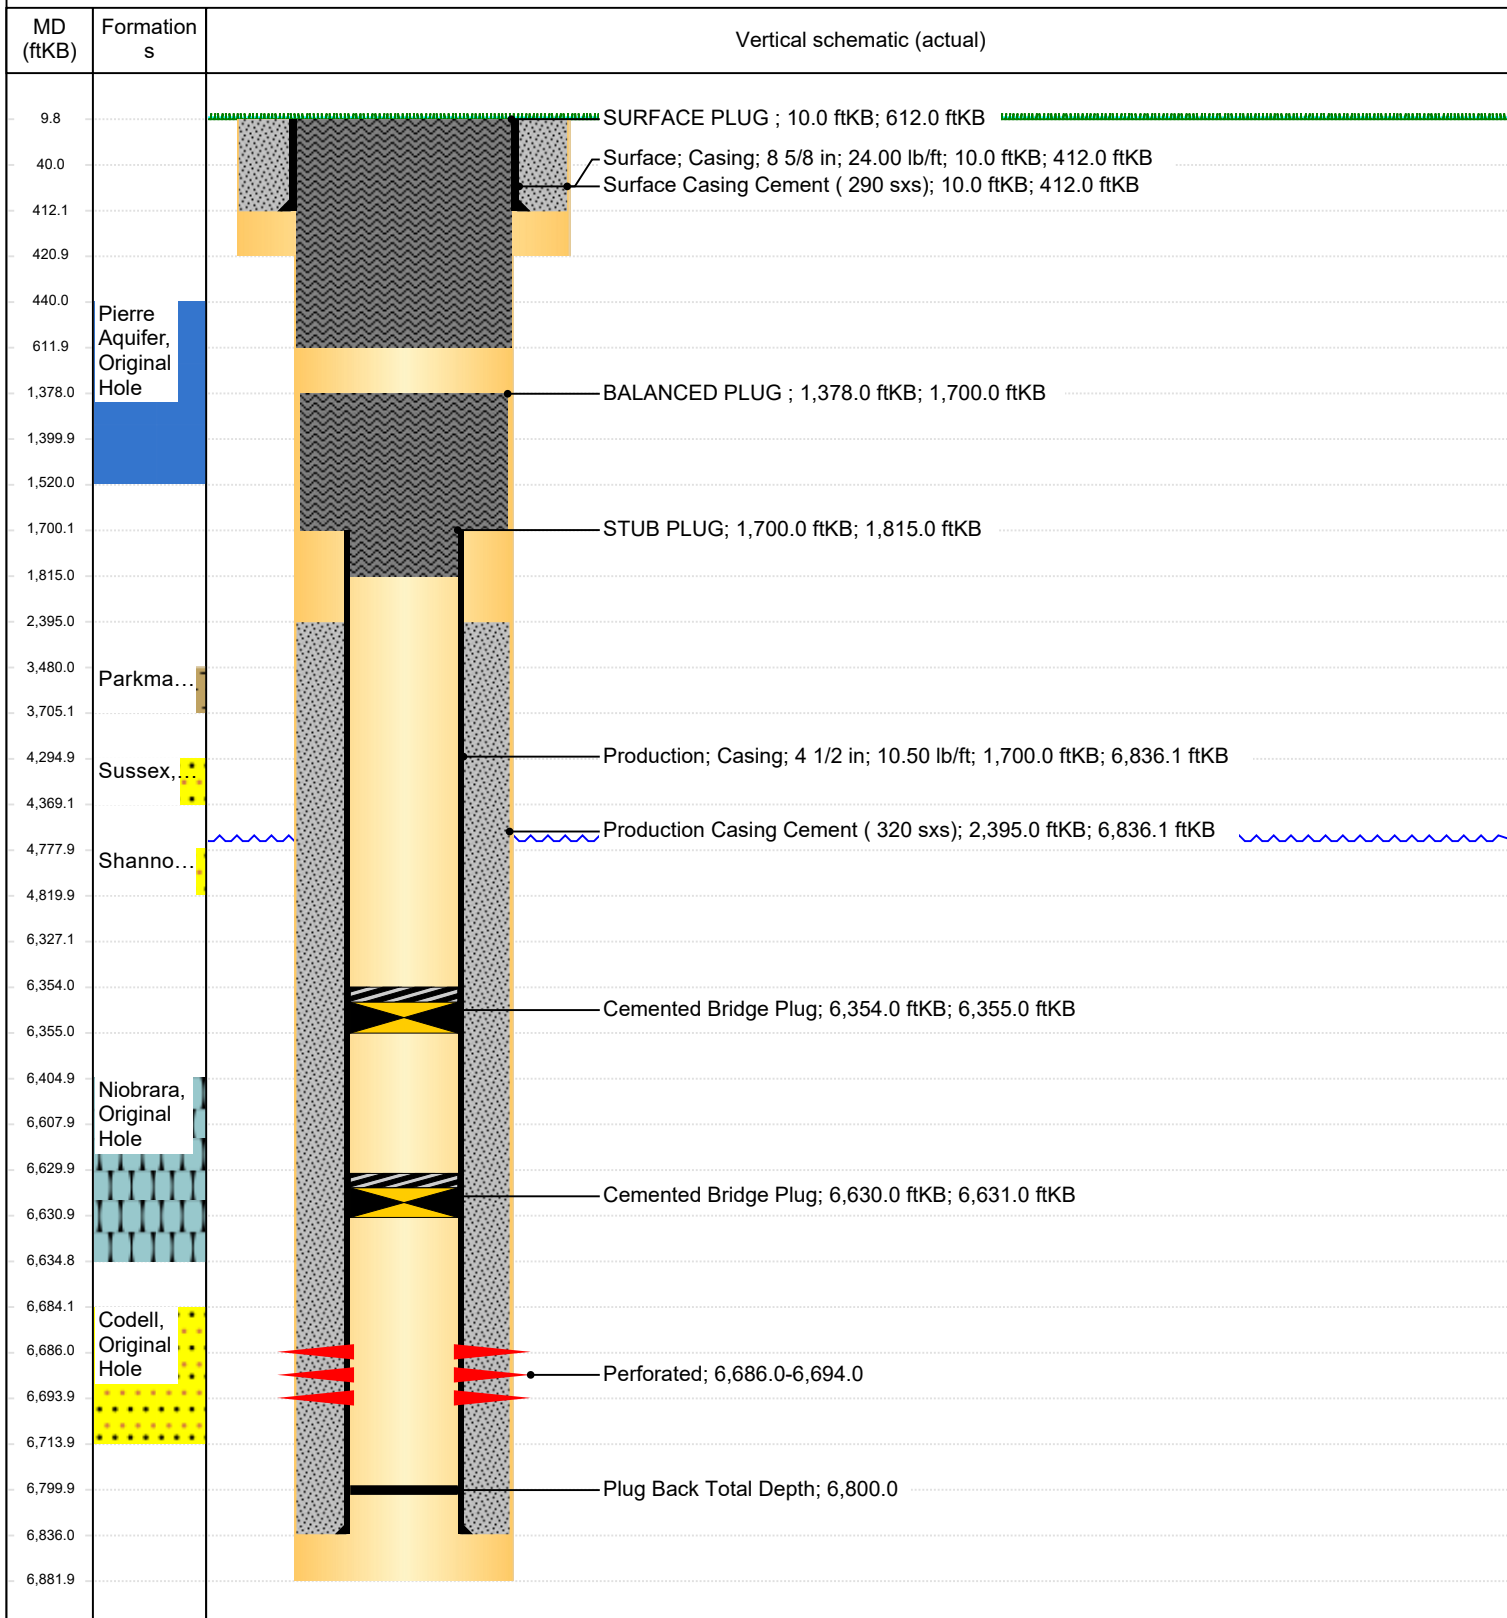 MD
(ftKB)
Formation
s
Vertical schematic (actual)
9.8
SURFACE PLUG ; 10.0 ftKB; 612.0 ftKB
Surface; Casing; 8 5/8 in; 24.00 lb/ft; 10.0 ftKB; 412.0 ftKB
40.0
Surface Casing Cement ( 290 sxs); 10.0 ftKB; 412.0 ftKB
412.1
420.9
440.0
Pierre
Aquifer,
Original
Hole
611.9
1,378.0
BALANCED PLUG ; 1,378.0 ftKB; 1,700.0 ftKB
1,399.9
1,520.0
1,700.1
STUB PLUG; 1,700.0 ftKB; 1,815.0 ftKB
1,815.0
2,395.0
3,480.0
Parkma...
3,705.1
4,294.9
Production; Casing; 4 1/2 in; 10.50 lb/ft; 1,700.0 ftKB; 6,836.1 ftKB
Sussex,...
4,369.1
Production Casing Cement ( 320 sxs); 2,395.0 ftKB; 6,836.1 ftKB
4,777.9
Shanno...
4,819.9
6,327.1
6,354.0
Cemented Bridge Plug; 6,354.0 ftKB; 6,355.0 ftKB
6,355.0
6,404.9
Niobrara,
Original
Hole
6,607.9
6,629.9
Cemented Bridge Plug; 6,630.0 ftKB; 6,631.0 ftKB
6,630.9
6,634.8
6,684.1
Codell,
Original
Hole
6,686.0
Perforated; 6,686.0-6,694.0
6,693.9
6,713.9
6,799.9
Plug Back Total Depth; 6,800.0
6,836.0
6,881.9